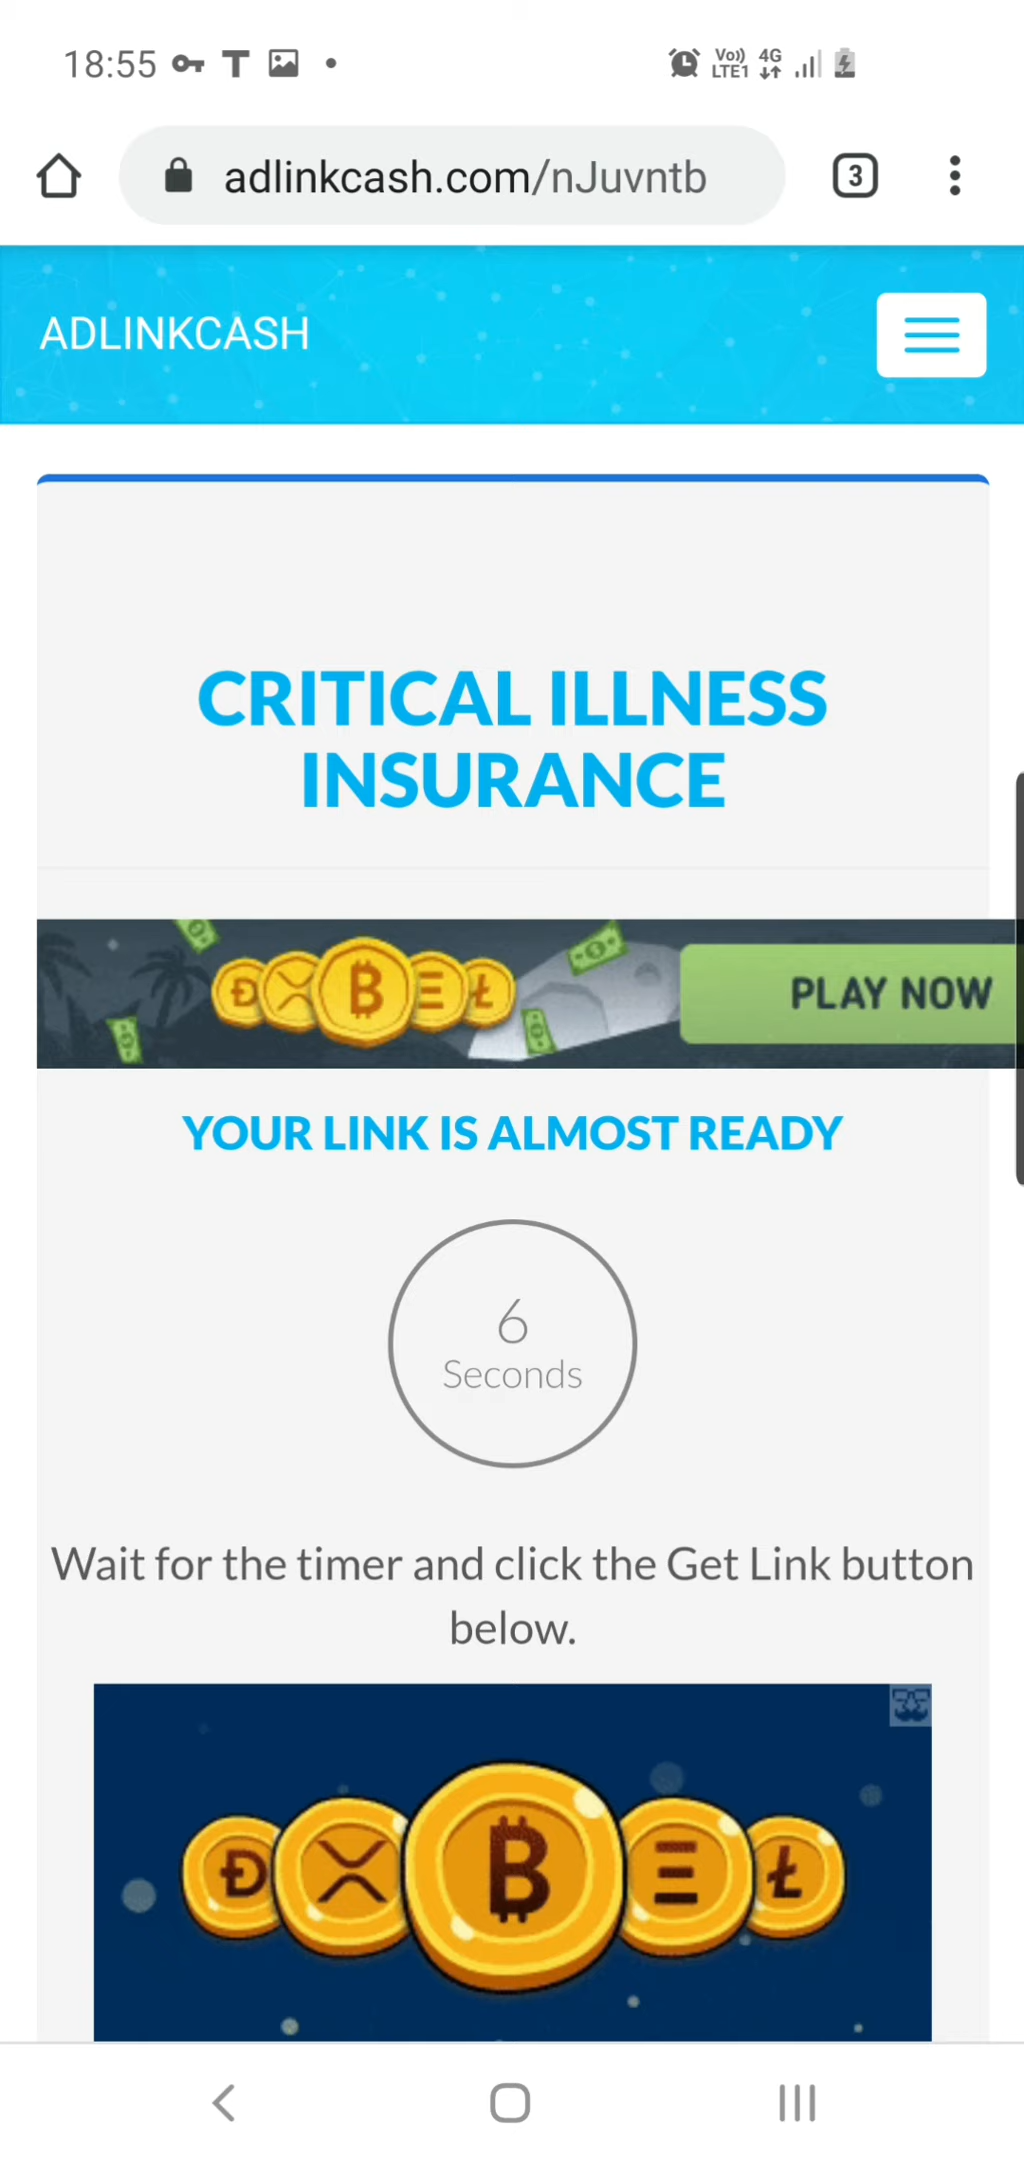 18:55
Vo)) LTE1 4G
adlinkcash.com/nJuvntb
3
ADLINKCASH
CRITICAL ILLNESS
INSURANCE
PLAY NOW
YOUR LINK IS ALMOST READY
6
Seconds
Wait for the timer and click the Get Link button
below.